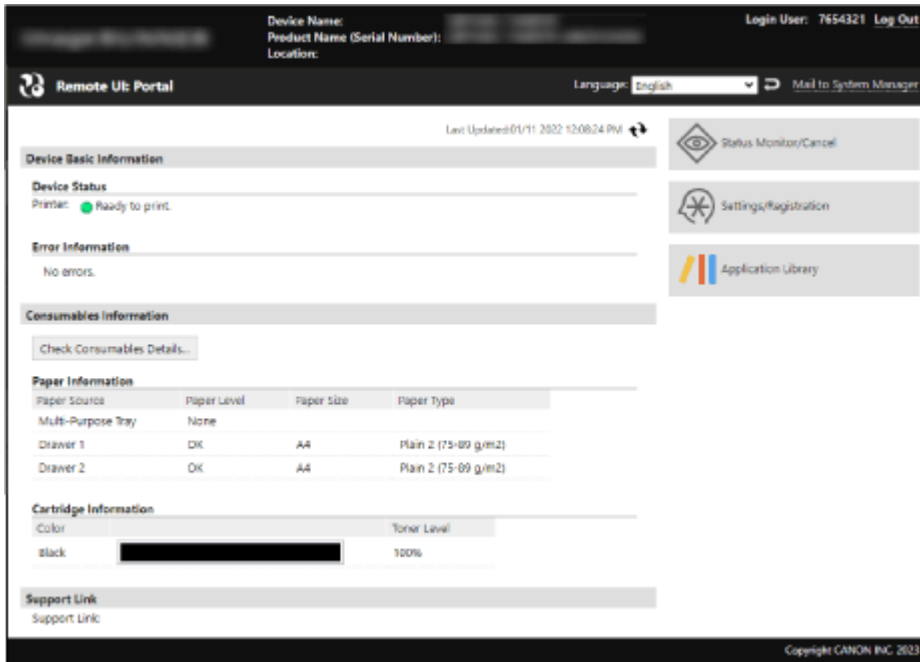 Device Name:
Product Name (Serial Number):
Location:
Login User: 7654321 Log Out
Remote UI: Portal
Language: English
Mail to System Manager
Last Updated:01/11 2022 12:08:24 PM
Device Basic Information
Device Status
Printer: Ready to print.
Error Information
No errors.
Consumables Information
Check Consumables Details...
Paper Information
Paper Source Paper Level Paper Size Paper Type
Multi-Purpose Tray None
Drawer 1 OK A4 Plain 2 (75-89 g/m2)
Drawer 2 OK A4 Plain 2 (75-89 g/m2)
Cartridge Information
Color Toner Level
Black 100%
Support Link
Support Link:
Status Monitor/Cancel
Settings/Registration
Application Library
Copyright CANON INC. 2023